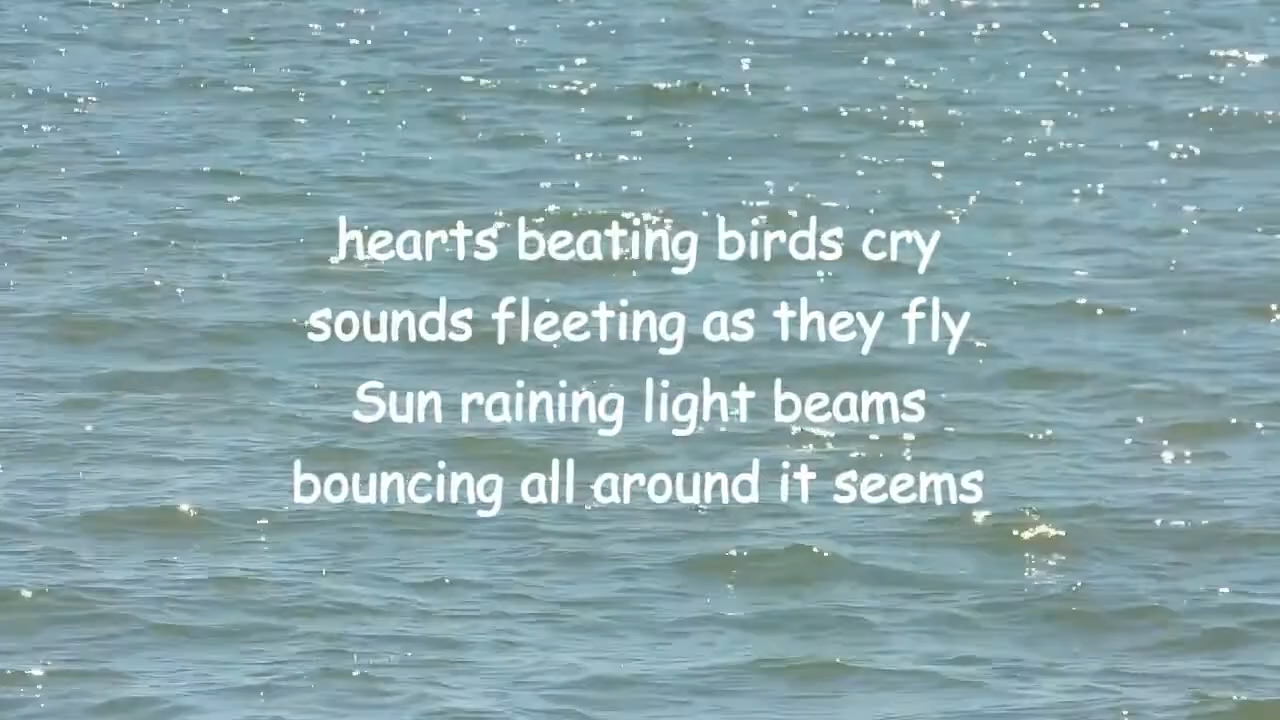 hearts beating birds cry
sounds fleeting as they fly
Sun raining light beams
bouncing all around it seems